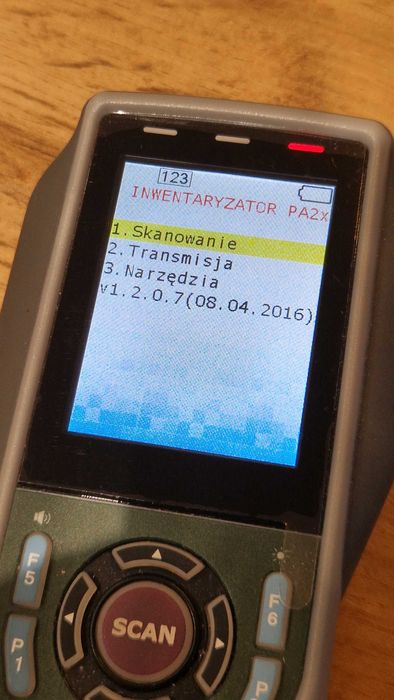 123
INWENTARYZATOR PA2x
1.Skanowanie
2.Transmisja
3.Narzędzia
v1.2.0.7(08.04.2016)
F5
F6
SCAN
P1
P